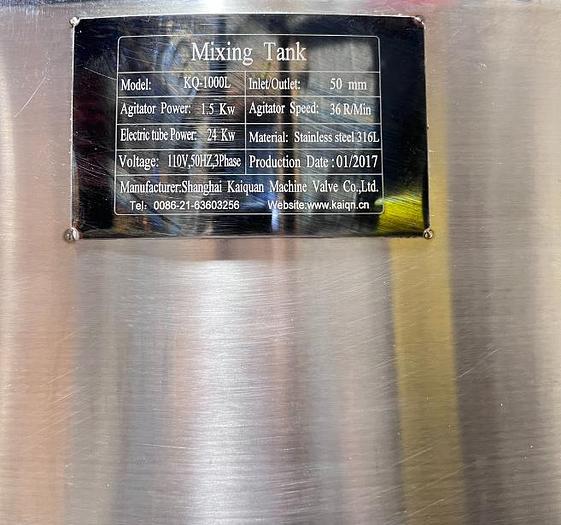 Mixing Tank
Model: KQ-1000L Inlet/Outlet: 50 mm
Agitator Power: 1.5 Kw Agitator Speed: 36 R/Min
Electric tube Power: 24 Kw Material: Stainless steel 316L
Voltage: 110V,50HZ,3Phase Production Date : 01/2017
Manufacturer:Shanghai Kaiquan Machine Valve Co.,Ltd.
Tel: 0086-21-63603256 Website:www.kaiqn.cn